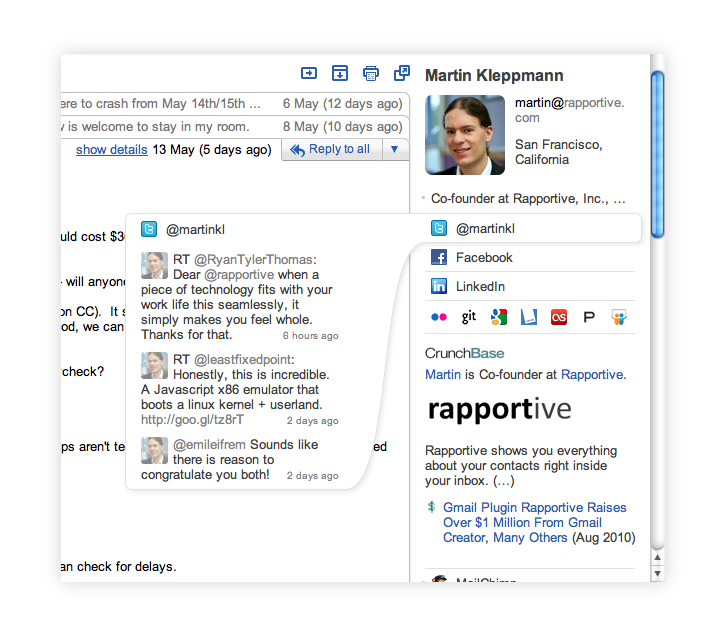 ere to crash from May 14th/15th ... 6 May (12 days ago)
is welcome to stay in my room. 8 May (10 days ago)
show details 13 May (5 days ago) Reply to all
uld cost $30
- will anyone
on CC). It s
od, we can
check?
ps aren't te
ed
an check for delays.
@martinkl
RT @RyanTylerThomas:
Dear @rapportive when a
piece of technology fits with your
work life this seamlessly, it
simply makes you feel whole.
Thanks for that. 6 hours ago
RT @leastfixedpoint:
Honestly, this is incredible.
A Javascript x86 emulator that
boots a linux kernel + userland.
http://goo.gl/tz8rT 2 days ago
@emileifrem Sounds like
there is reason to
congratulate you both! 2 days ago
Martin Kleppmann
martin@rapportive.
com
San Francisco,
California
Co-founder at Rapportive, Inc., ...
@martinkl
Facebook
LinkedIn
git
CrunchBase
Martin is Co-founder at Rapportive.
rapportive
Rapportive shows you everything
about your contacts right inside
your inbox. (...)
$ Gmail Plugin Rapportive Raises
Over $1 Million From Gmail
Creator, Many Others (Aug 2010)
MailChimp